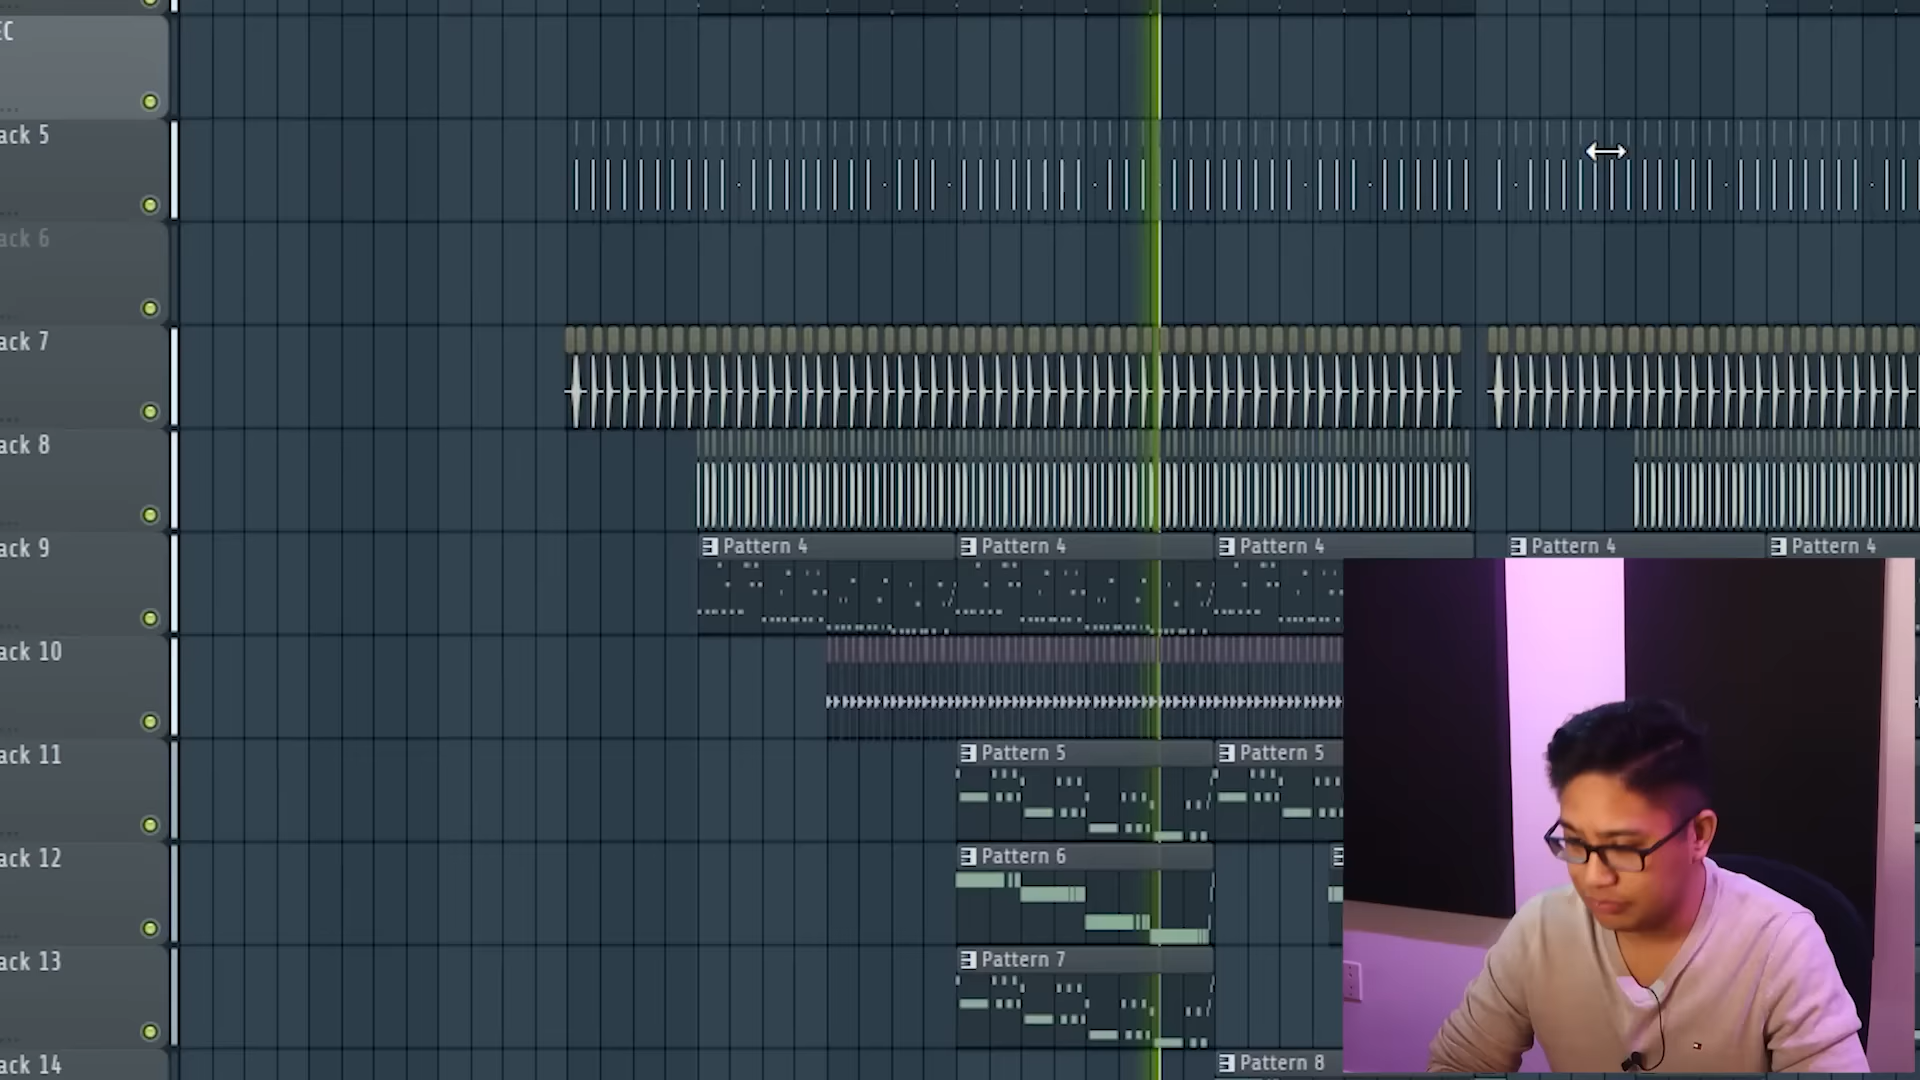 EC
ack 5
ack 6
ack 7
ack 8
ack 9
Pattern 4
Pattern 4
Pattern 4
Pattern 4
Pattern 4
ack 10
ack 11
Pattern 5
Pattern 5
ack 12
Pattern 6
ack 13
Pattern 7
ack 14
Pattern 8